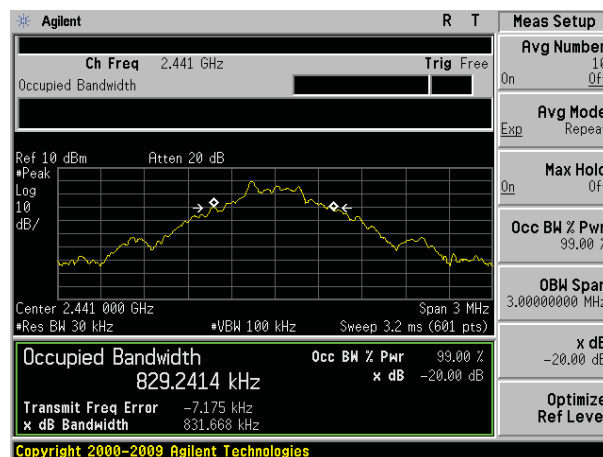 Agilent R T
Ch Freq 2.441 GHz Trig Free
Occupied Bandwidth
Ref 10 dBm Atten 20 dB
#Peak
Log
10
dB/
Center 2.441 000 GHz Span 3 MHz
#Res BW 30 kHz #VBW 100 kHz Sweep 3.2 ms (601 pts)
Occupied Bandwidth
829.2414 kHz
Occ BW % Pwr 99.00 %
x dB -20.00 dB
Transmit Freq Error -7.175 kHz
x dB Bandwidth 831.668 kHz
Copyright 2000-2009 Agilent Technologies
Meas Setup
Avg Number
10
On Of
Avg Mode
Exp Repea
Max Hold
On Of
Occ BW % Pwr
99.00 %
OBW Span
3.00000000 MHz
x dB
-20.00 dB
Optimize
Ref Leve